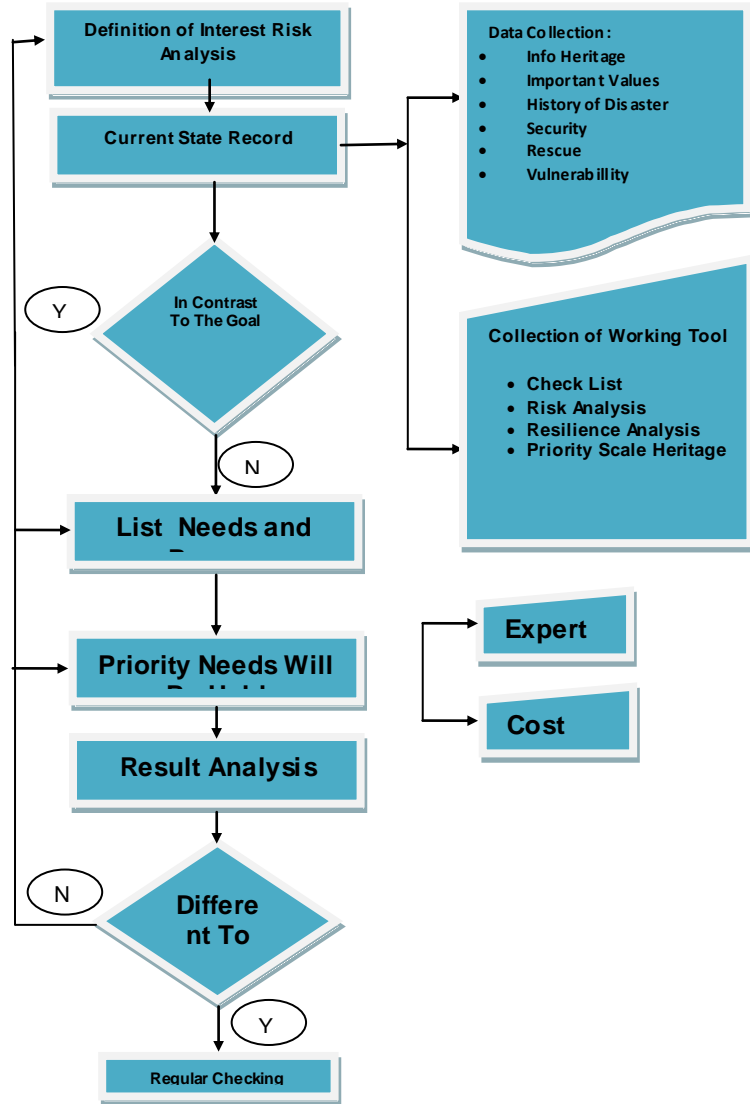 Definition of Interest Risk
Analysis
Current State Record
Data Collection :
• Info Heritage
• Important Values
• History of Disaster
• Security
• Rescue
• Vulnerabillity
Y
In Contrast
To The Goal
Collection of Working Tool
• Check List
• Risk Analysis
• Resilience Analysis
• Priority Scale Heritage
N
List Needs and
Priority Needs Will
Expert
Cost
Result Analysis
N
Differe
nt To
Y
Regular Checking